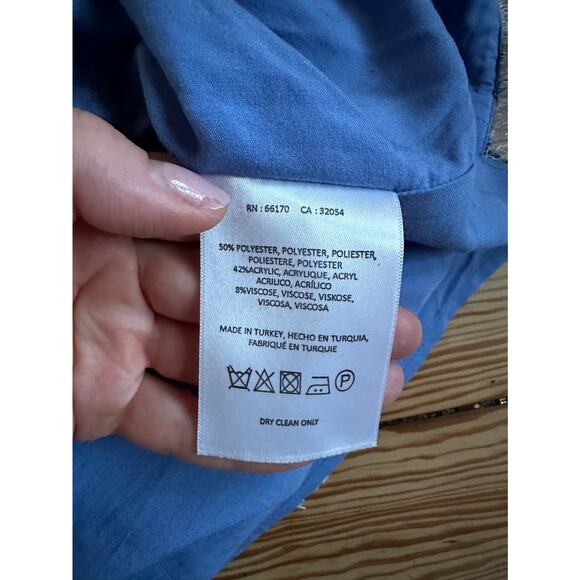 RN : 66170 CA : 32054
50% POLYESTER, POLYESTER, POLIESTER,
POLIESTERE, POLYESTER
42%ACRYLIC, ACRYLIQUE, ACRYL
ACRILICO, ACRÍLICO
8%VISCOSE, VISCOSE, VISKOSE,
VISCOSA, VISCOSA
MADE IN TURKEY, HECHO EN TURQUIA,
FABRIQUÉ EN TURQUIE
P
DRY CLEAN ONLY